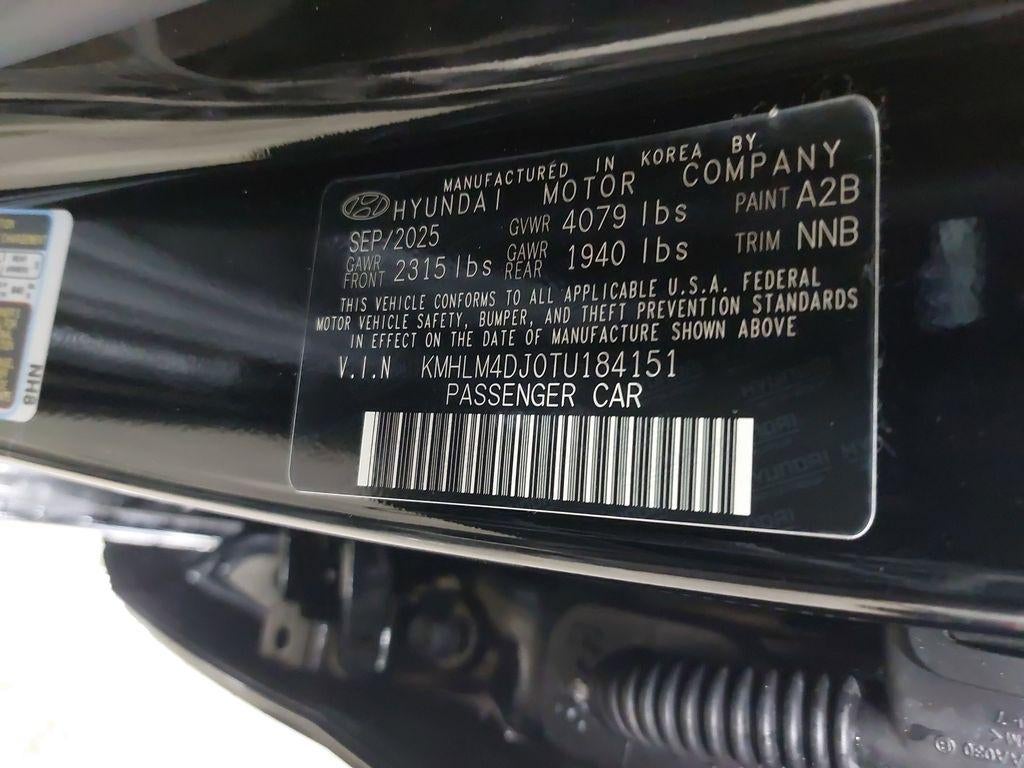 MANUFACTURED IN KOREA BY
HYUNDAI MOTOR COMPANY
SEP/2025 GVWR 4079 lbs PAINT A2B
GAWR FRONT 2315 lbs GAWR REAR 1940 lbs TRIM NNB
THIS VEHICLE CONFORMS TO ALL APPLICABLE U.S.A. FEDERAL
MOTOR VEHICLE SAFETY, BUMPER, AND THEFT PREVENTION STANDARDS
IN EFFECT ON THE DATE OF MANUFACTURE SHOWN ABOVE
V.I.N KMHLM4DJ0TU184151
PASSENGER CAR
NH8